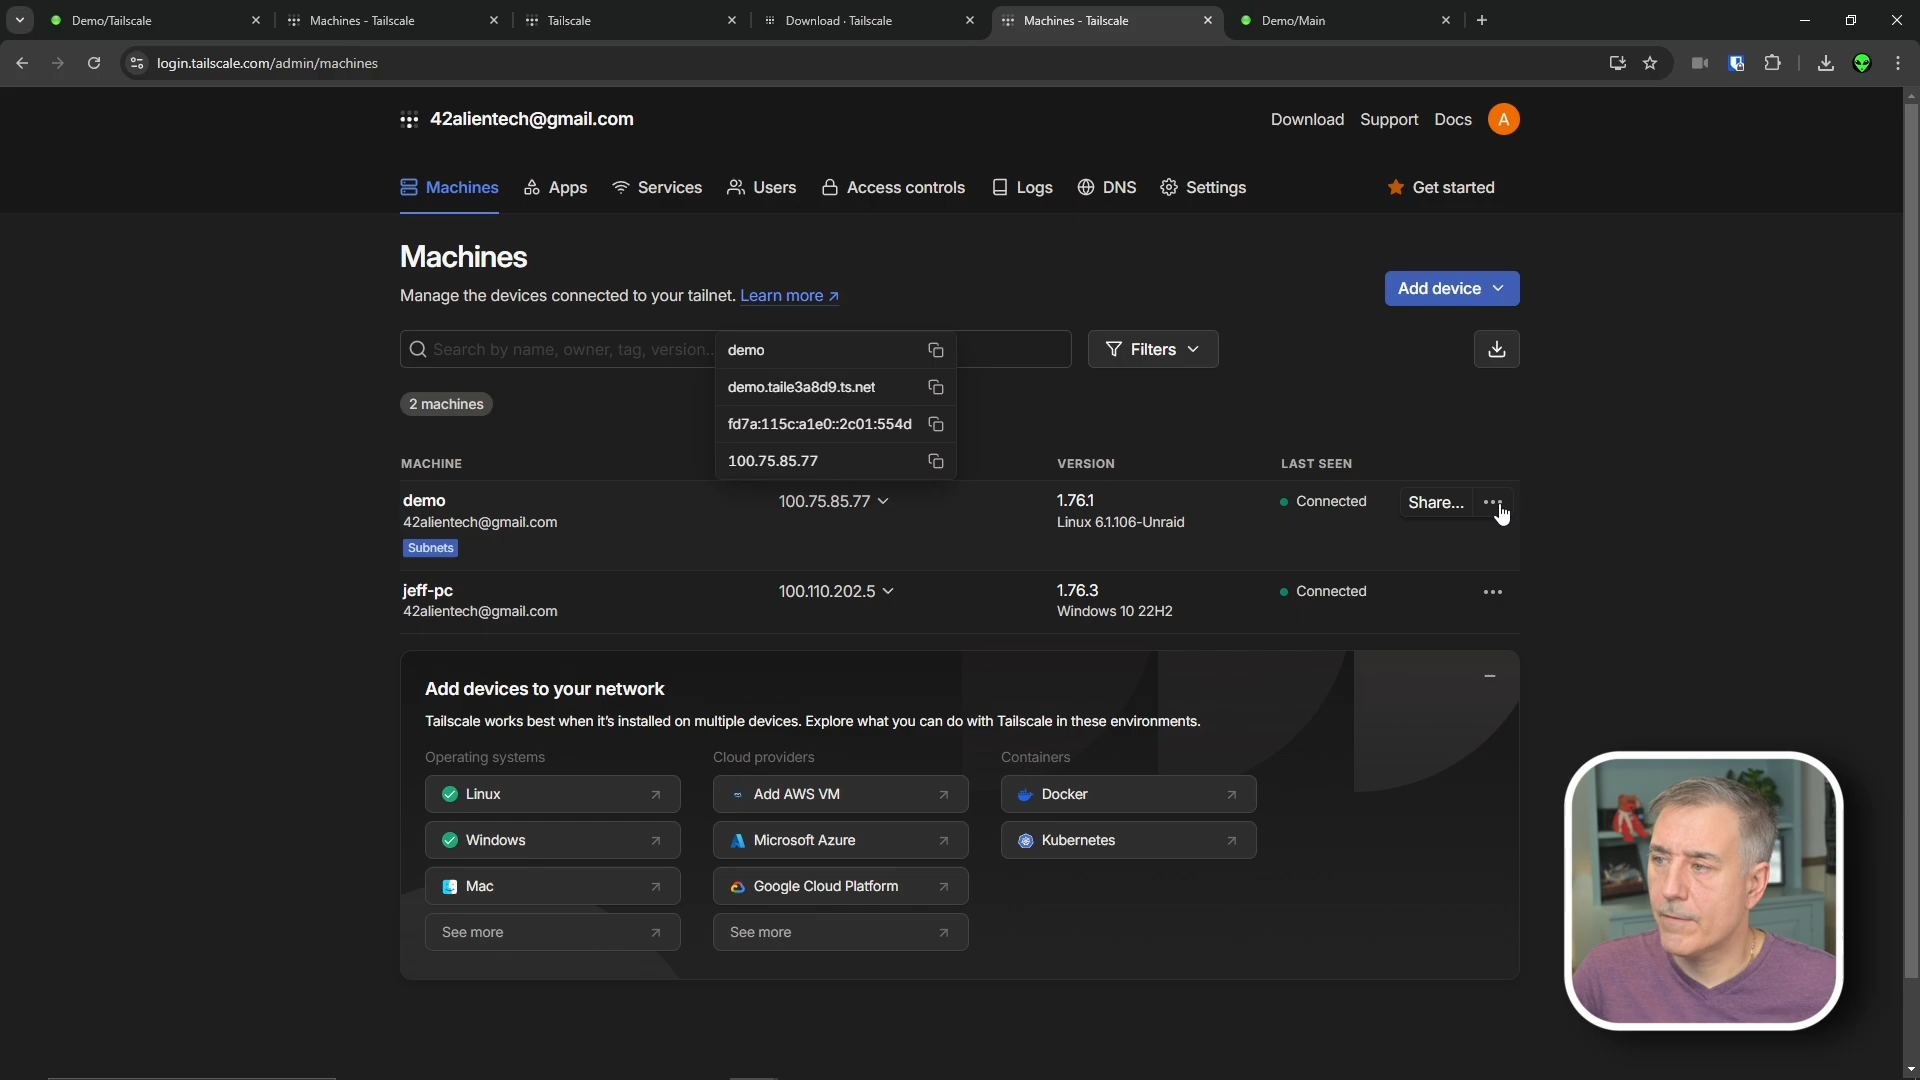 Demo/Tailscale
Machines - Tailscale
Tailscale
Download · Tailscale
Machines - Tailscale
Demo/Main
login.tailscale.com/admin/machines
42alientech@gmail.com
Download
Support
Docs
A
Machines
Apps
Services
Users
Access controls
Logs
DNS
Settings
Get started
Machines
Manage the devices connected to your tailnet. Learn more ↗
Add device
Search by name, owner, tag, version...
Filters
demo
demo.taile3a8d9.ts.net
fd7a:115c:a1e0::2c01:554d
100.75.85.77
2 machines
MACHINE
VERSION
LAST SEEN
demo
100.75.85.77
1.76.1
Connected
Share...
42alientech@gmail.com
Linux 6.1.106-Unraid
Subnets
jeff-pc
100.110.202.5
1.76.3
Connected
42alientech@gmail.com
Windows 10 22H2
Add devices to your network
Tailscale works best when it's installed on multiple devices. Explore what you can do with Tailscale in these environments.
Operating systems
Cloud providers
Containers
Linux
Add AWS VM
Docker
Windows
Microsoft Azure
Kubernetes
Mac
Google Cloud Platform
See more
See more